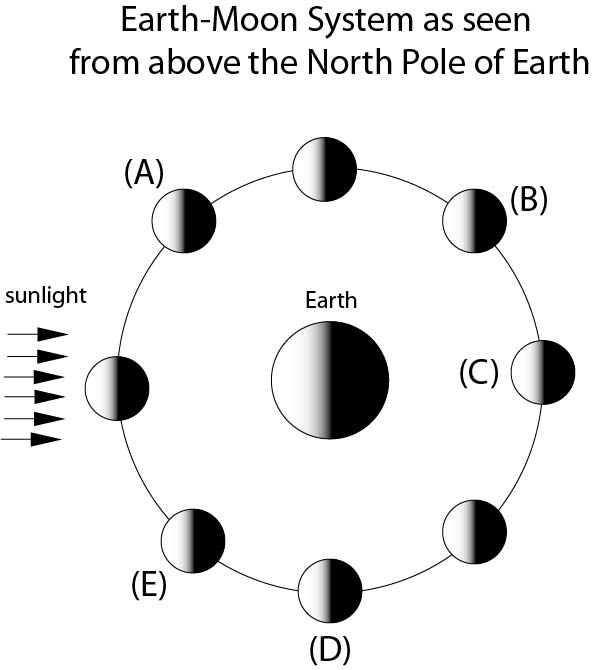 Earth-Moon System as seen
from above the North Pole of Earth
(A)
(B)
sunlight
Earth
(C)
(E)
(D)